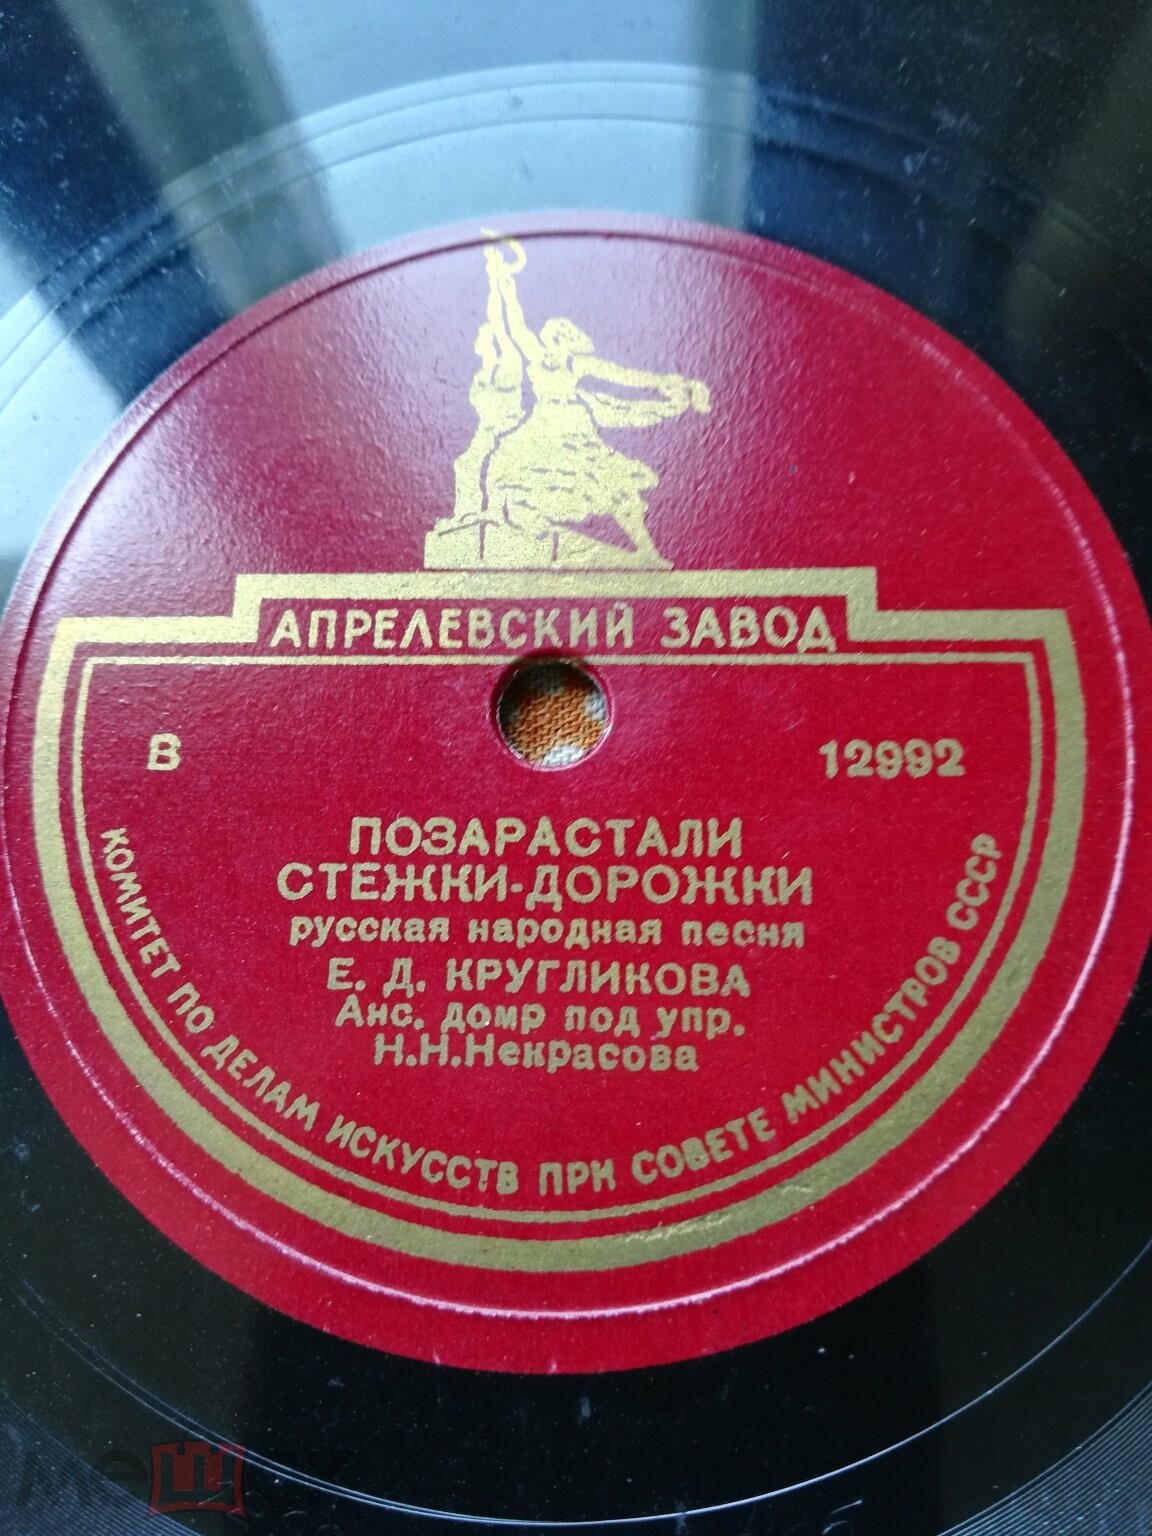 АПРЕЛЕВСКИЙ ЗАВОД
В 12992
ПОЗАРАСТАЛИ
СТЕЖКИ-ДОРОЖКИ
русская народная песня
Е. Д. КРУГЛИКОВА
Анс. домр под упр.
Н.Н.Некрасова
КОМИТЕТ ПО ДЕЛАМ ИСКУССТВ ПРИ СОВЕТЕ МИНИСТРОВ СССР